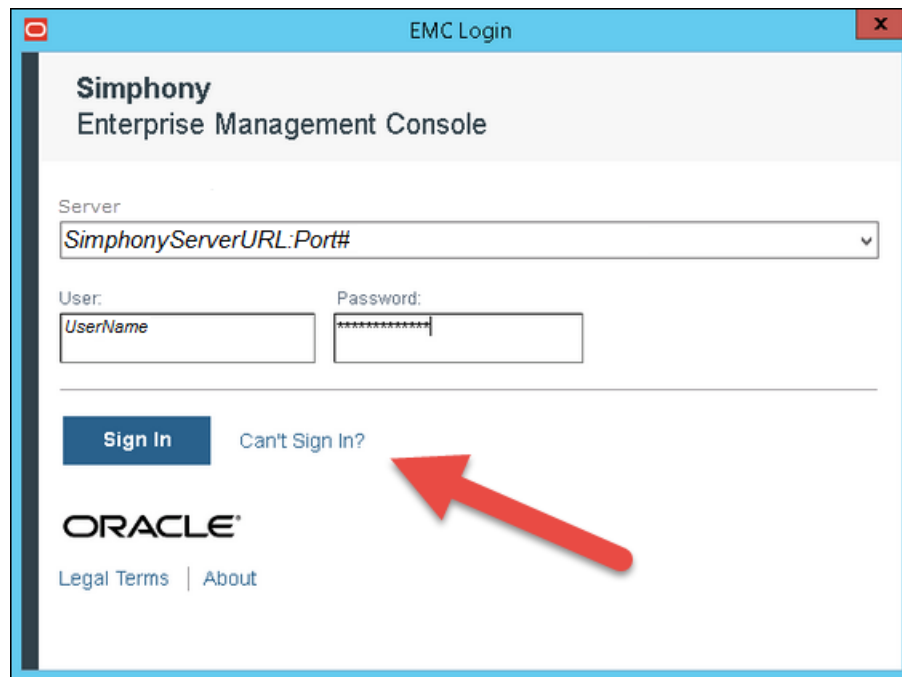 EMC Login
x
Simphony
Enterprise Management Console
Server
SimphonyServerURL:Port#
User: Password:
UserName *************
Sign In Can't Sign In?
ORACLE®
Legal Terms | About